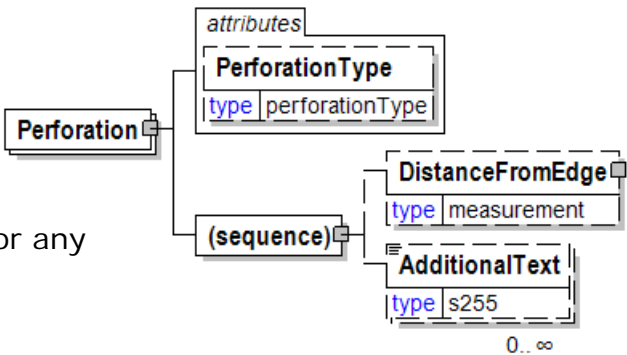 attributes
PerforationType
type perforationType
Perforation
DistanceFromEdge
type measurement
or any
(sequence)
AdditionalText
type s255
0..∞